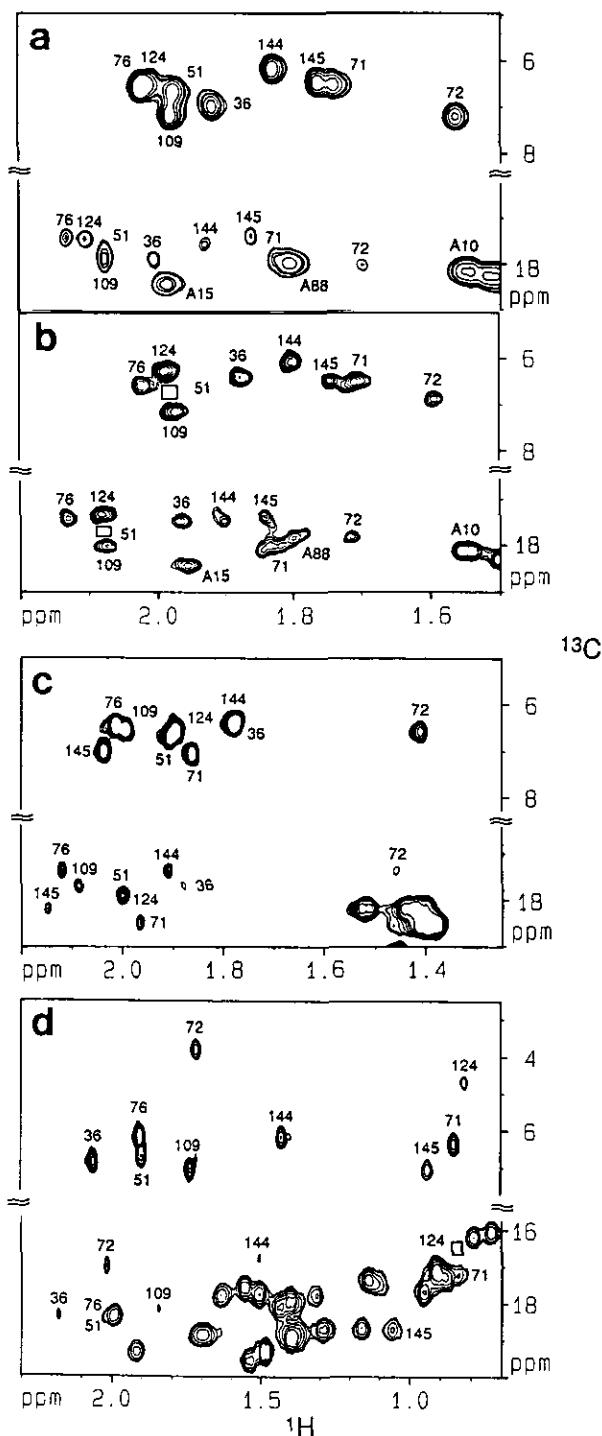 a
76 124 51 144 145 71
36 72
109
6
8
76 124 51 36 144 145 71 72 A10
109 A15 A88
18
ppm
b
76 124 51 36 144 145 71 72
109
6
8
76 124 36 144 145 72 A10
51
109 A15 71 A88
18
ppm 2.0 1.8 1.6 ppm
13C
c
76 109 124 144 72
145 51 71 36
6
8
76 109 51 144 72
145 124 71 36
18
ppm
ppm 2.0 1.8 1.6 1.4
d
72 124
4
36 76 144 71
51 109 145
6
72 144 124
16
36 76 109 71
51 145
18
ppm 2.0 1.5 1.0 ppm
1H